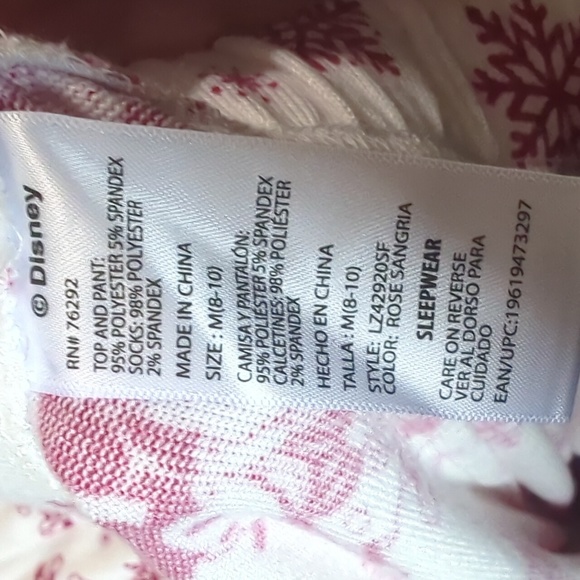 © Disney
RN# 76292
TOP AND PANT:
95% POLYESTER 5% SPANDEX
SOCKS: 98% POLYESTER
2% SPANDEX
MADE IN CHINA
SIZE : M(8-10)
CAMISA Y PANTALÓN:
95% POLIÉSTER 5% SPANDEX
CALCETINES: 98% POLIÉSTER
2% SPANDEX
HECHO EN CHINA
TALLA : M(8-10)
STYLE: LZ42920SF
COLOR: ROSE SANGRIA
SLEEPWEAR
CARE ON REVERSE
VER AL DORSO PARA
CUIDADO
EAN/UPC:19619473297